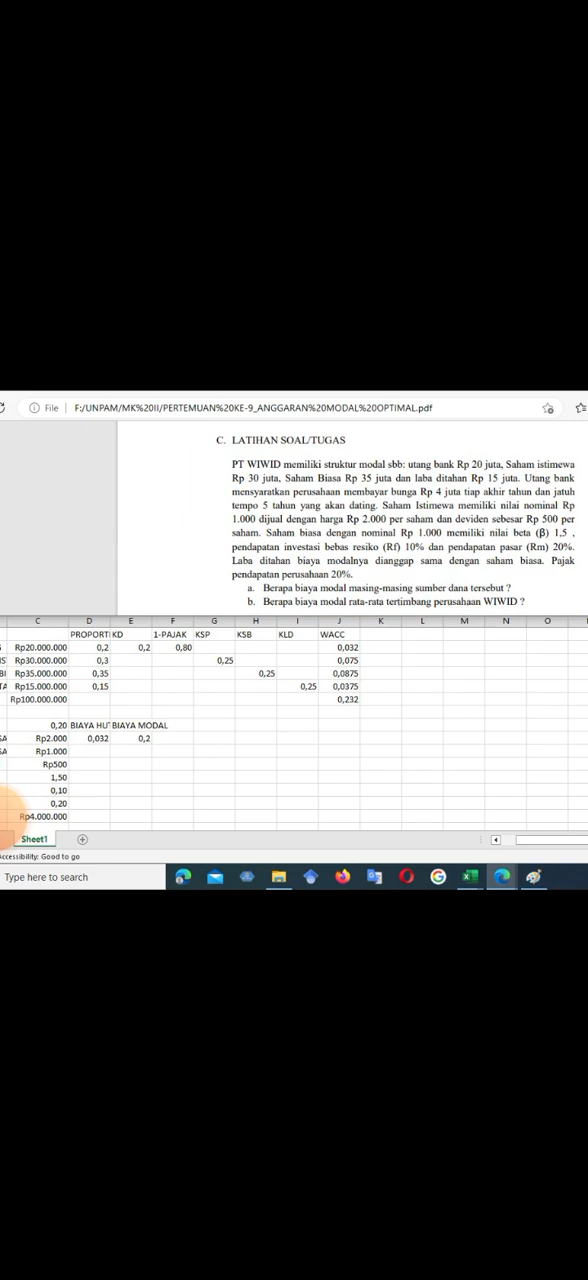 File | F:/UNPAM/MK%20II/PERTEMUAN%20KE-9_ANGGARAN%20MODAL%20OPTIMAL.pdf
C. LATIHAN SOAL/TUGAS
PT WIWID memiliki struktur modal sbb: utang bank Rp 20 juta, Saham istimewa
Rp 30 juta, Saham Biasa Rp 35 juta dan laba ditahan Rp 15 juta. Utang bank
mensyaratkan perusahaan membayar bunga Rp 4 juta tiap akhir tahun dan jatuh
tempo 5 tahun yang akan dating. Saham Istimewa memiliki nilai nominal Rp
1.000 dijual dengan harga Rp 2.000 per saham dan deviden sebesar Rp 500 per
saham. Saham biasa dengan nominal Rp 1.000 memiliki nilai beta (β) 1,5 ,
pendapatan investasi bebas resiko (Rf) 10% dan pendapatan pasar (Rm) 20%.
Laba ditahan biaya modalnya dianggap sama dengan saham biasa. Pajak
pendapatan perusahaan 20%.
a. Berapa biaya modal masing-masing sumber dana tersebut ?
b. Berapa biaya modal rata-rata tertimbang perusahaan WIWID ?
C D E F G H I J K L M N O
PROPORTI KD 1-PAJAK KSP KSB KLD WACC
Rp20.000.000 0,2 0,2 0,80 0,032
Rp30.000.000 0,3 0,25 0,075
BI Rp35.000.000 0,35 0,25 0,0875
TA Rp15.000.000 0,15 0,25 0,0375
Rp100.000.000 0,232
0,20 BIAYA HUT BIAYA MODAL
SA Rp2.000 0,032 0,2
SA Rp1.000
Rp500
1,50
0,10
0,20
Rp4.000.000
Sheet1
Accessibility: Good to go
Type here to search